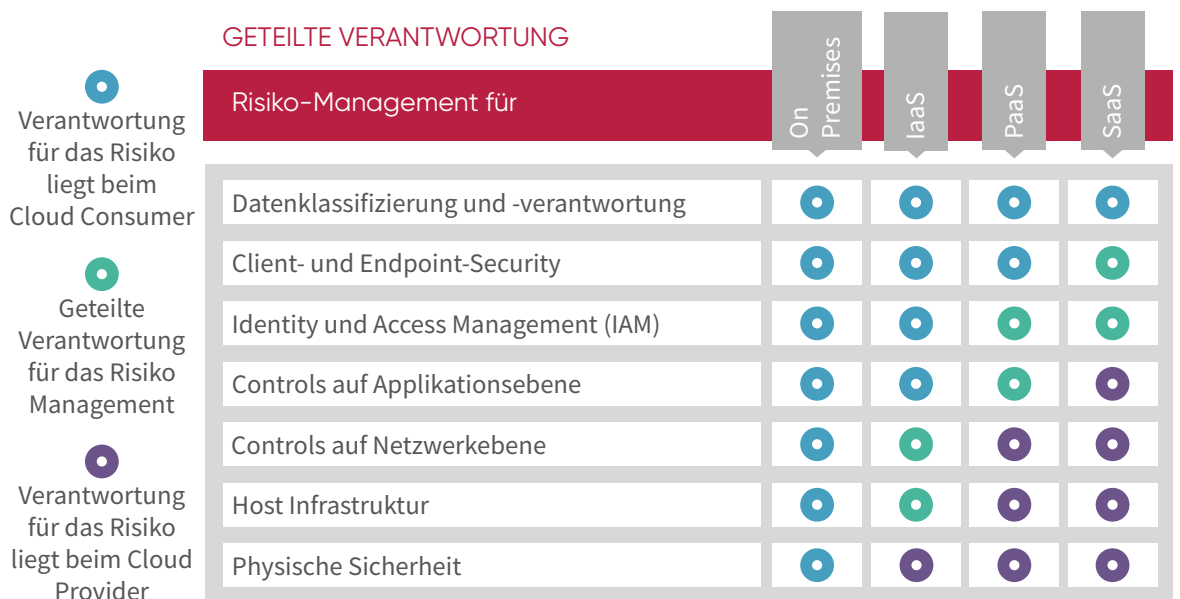 GETEILTE VERANTWORTUNG
Risiko-Management für
On
Premises
IaaS
PaaS
SaaS
Verantwortung
für das Risiko
liegt beim
Cloud Consumer
Geteilte
Verantwortung
für das Risiko
Management
Verantwortung
für das Risiko
liegt beim Cloud
Provider
Datenklassifizierung und -verantwortung
Client- und Endpoint-Security
Identity und Access Management (IAM)
Controls auf Applikationsebene
Controls auf Netzwerkebene
Host Infrastruktur
Physische Sicherheit